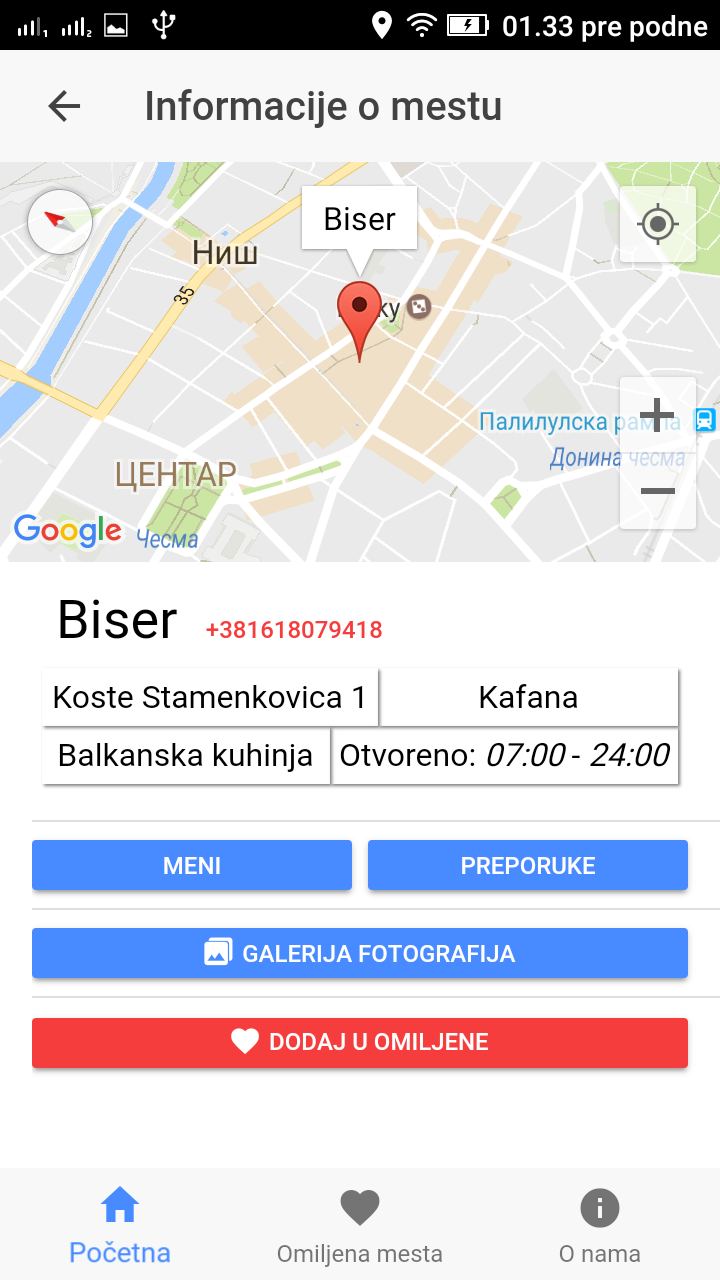 01.33 pre podne
Informacije o mestu
Biser
Ниш
35
ЦЕНТАР
Палилулска
Донина чесма
Google
Чесма
Biser +381618079418
Koste Stamenkovica 1 Kafana
Balkanska kuhinja Otvoreno: 07:00 - 24:00
MENI PREPORUKE
GALERIJA FOTOGRAFIJA
DODAJ U OMILJENE
Početna Omiljena mesta O nama